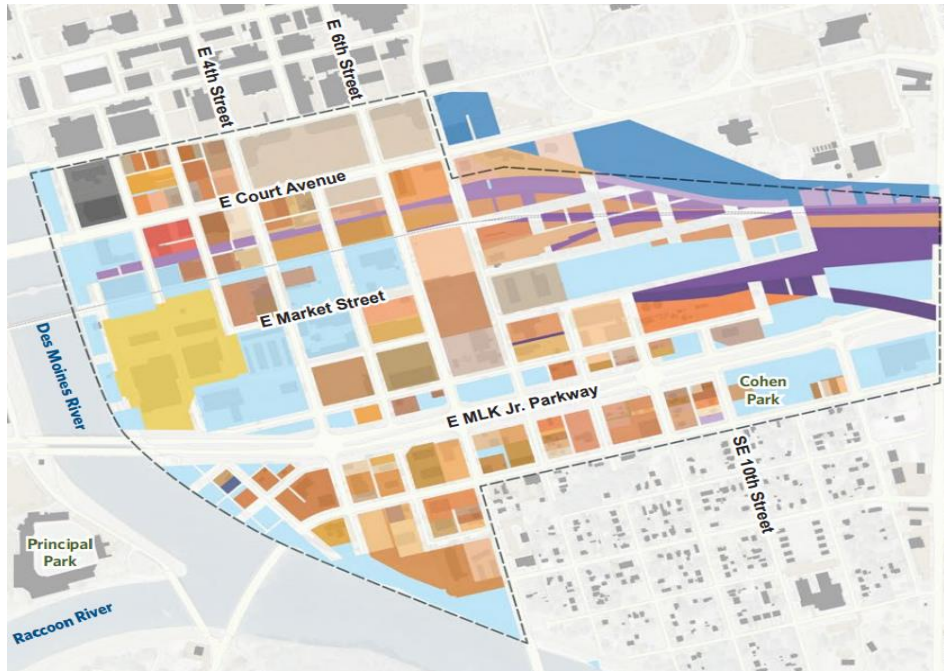 E 4th Street
E 6th Street
E Court Avenue
E Market Street
Des Moines River
E MLK Jr. Parkway
Cohen
Park
SE 10th Street
Principal
Park
Raccoon River